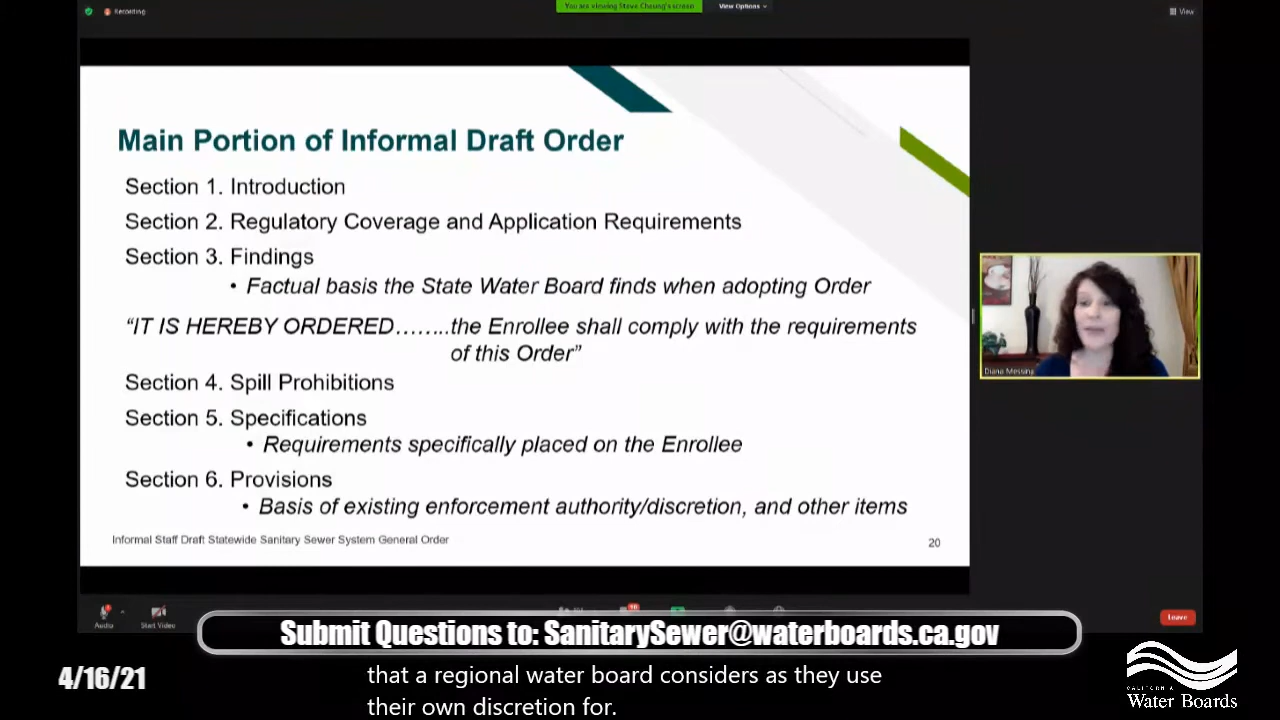 Recording
You are viewing Steve Cheung's screen
View Options
View
Main Portion of Informal Draft Order
Section 1. Introduction
Section 2. Regulatory Coverage and Application Requirements
Section 3. Findings
• Factual basis the State Water Board finds when adopting Order
“IT IS HEREBY ORDERED……..the Enrollee shall comply with the requirements
of this Order”
Section 4. Spill Prohibitions
Section 5. Specifications
• Requirements specifically placed on the Enrollee
Section 6. Provisions
• Basis of existing enforcement authority/discretion, and other items
Informal Staff Draft Statewide Sanitary Sewer System General Order
20
Diana Messina
Audio
Start Video
Leave
Submit Questions to: SanitarySewer@waterboards.ca.gov
4/16/21
that a regional water board considers as they use
their own discretion for.
CALIFORNIA
Water Boards